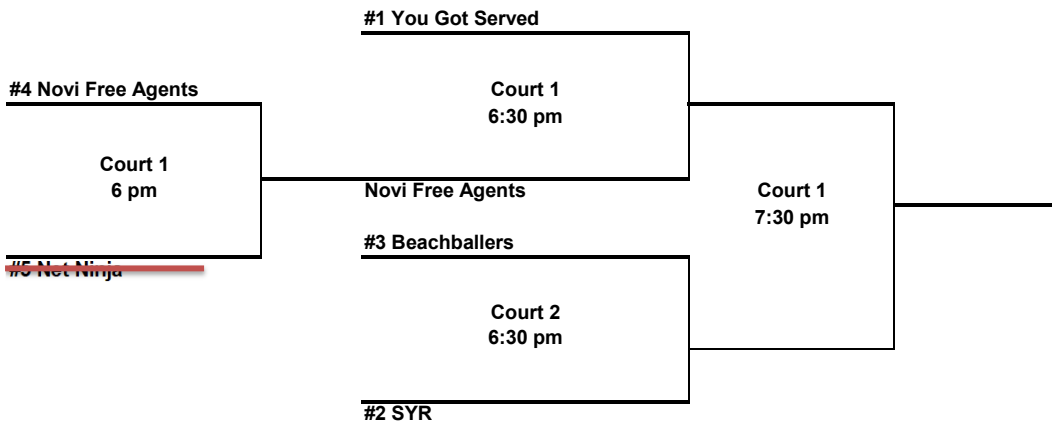 #1 You Got Served
#4 Novi Free Agents
Court 1
6:30 pm
Court 1
6 pm
Novi Free Agents
Court 1
7:30 pm
#3 Beachballers
#5 Net Ninja
Court 2
6:30 pm
#2 SYR